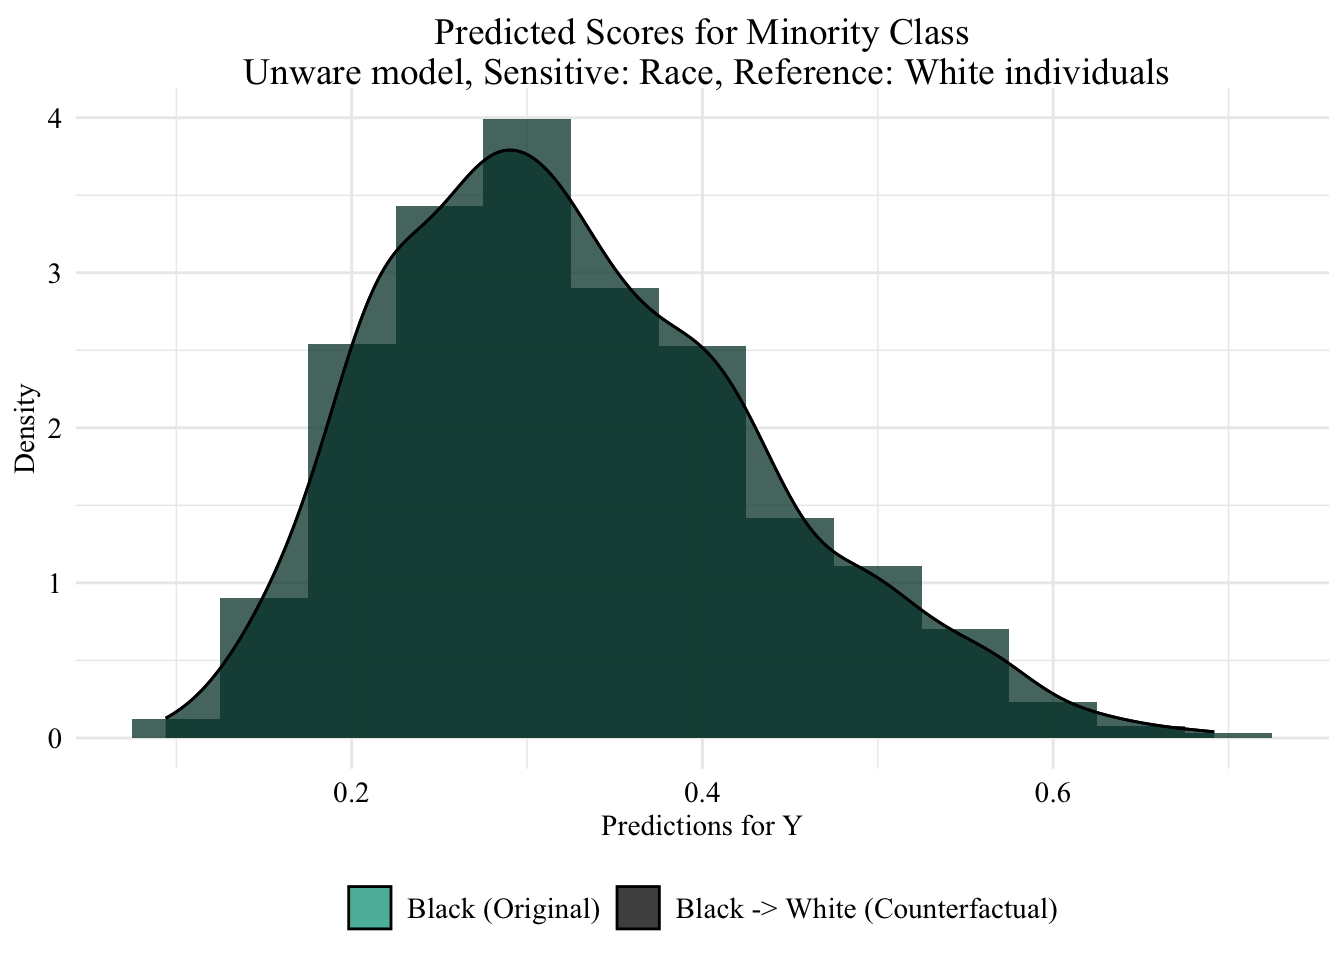 Predicted Scores for Minority Class
Unware model, Sensitive: Race, Reference: White individuals
4
3
2
1
0
Density
0.2 0.4 0.6
Predictions for Y
Black (Original) Black -> White (Counterfactual)